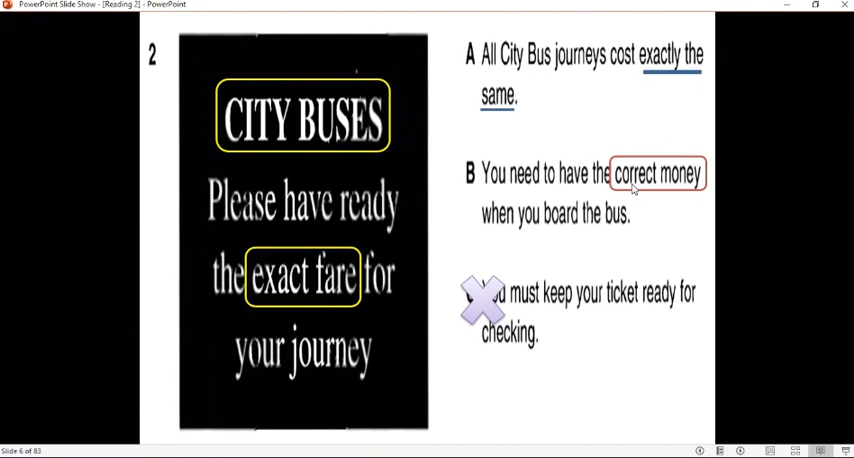 PowerPoint Slide Show - [Reading 2] - PowerPoint
2
CITY BUSES
Please have ready
the exact fare for
your journey
A All City Bus journeys cost exactly the
same.
B You need to have the correct money
when you board the bus.
must keep your ticket ready for
checking.
Slide 6 of 83